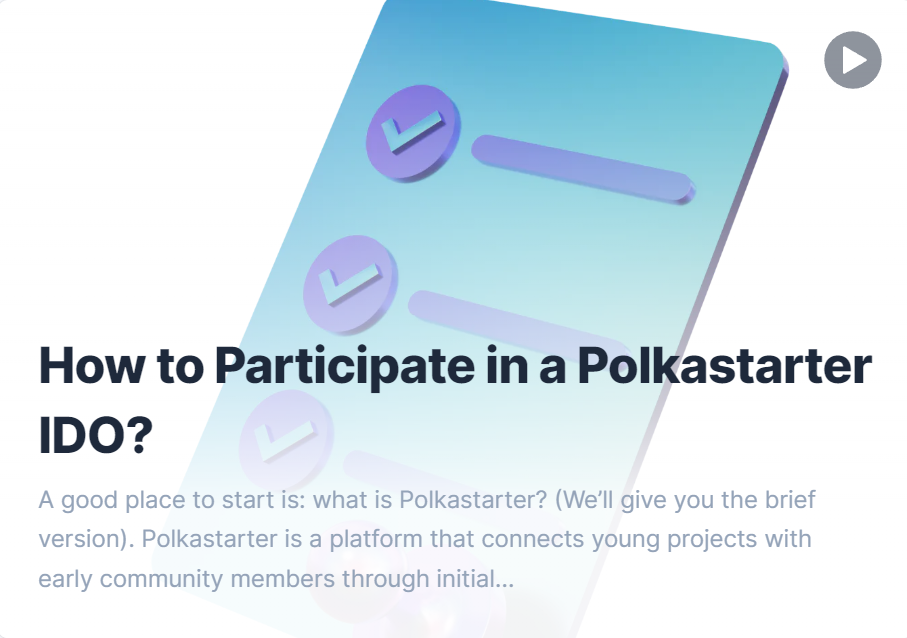 How to Participate in a Polkastarter
IDO?
A good place to start is: what is Polkastarter? (We’ll give you the brief
version). Polkastarter is a platform that connects young projects with
early community members through initial...